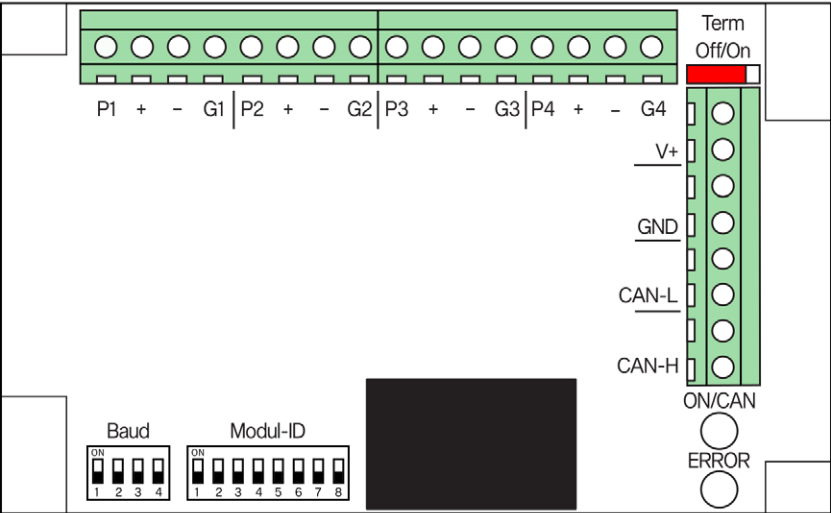 Term
Off/On
P1 + − G1 P2 + − G2 P3 + − G3 P4 + − G4
V+
GND
CAN-L
CAN-H
ON/CAN
Baud Modul-ID
ERROR
ON ON
1 2 3 4 1 2 3 4 5 6 7 8